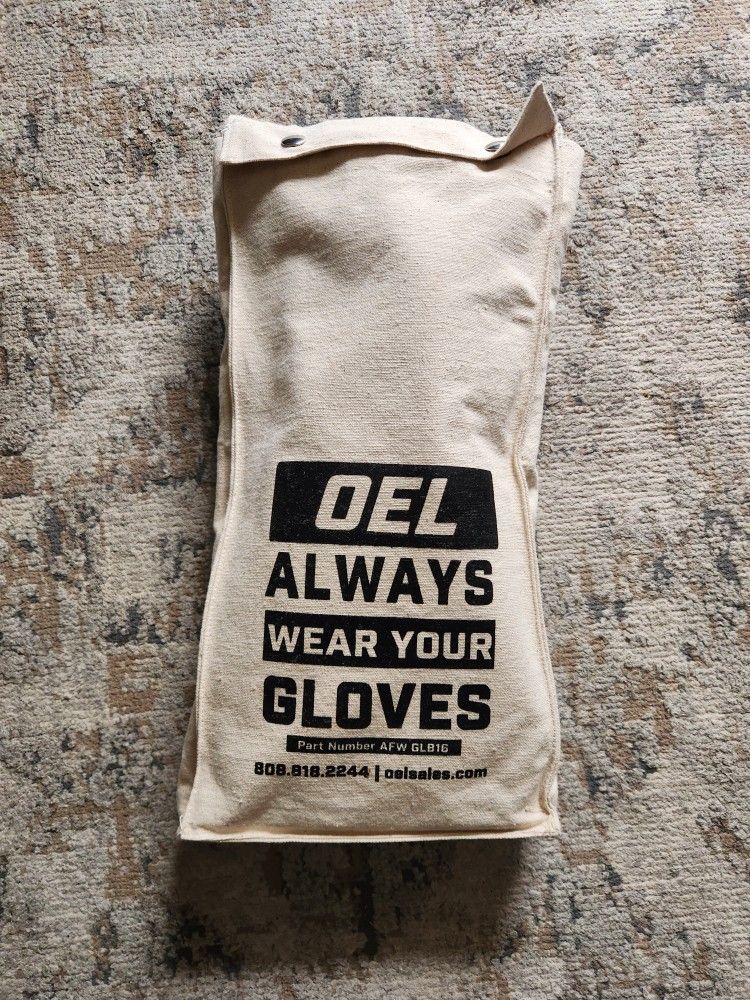 OEL
ALWAYS
WEAR YOUR
GLOVES
Part Number AFW GLB16
808.818.2244 | oelsales.com